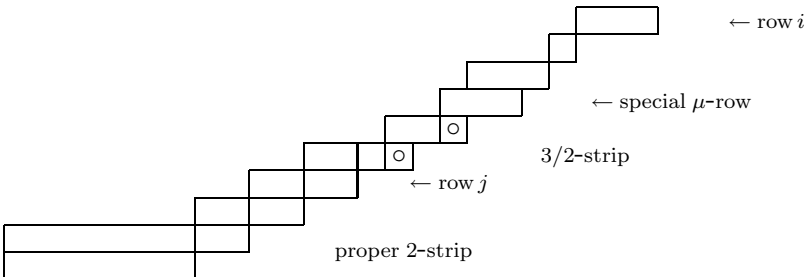 ← row i
← special μ-row
3/2-strip
← row j
proper 2-strip